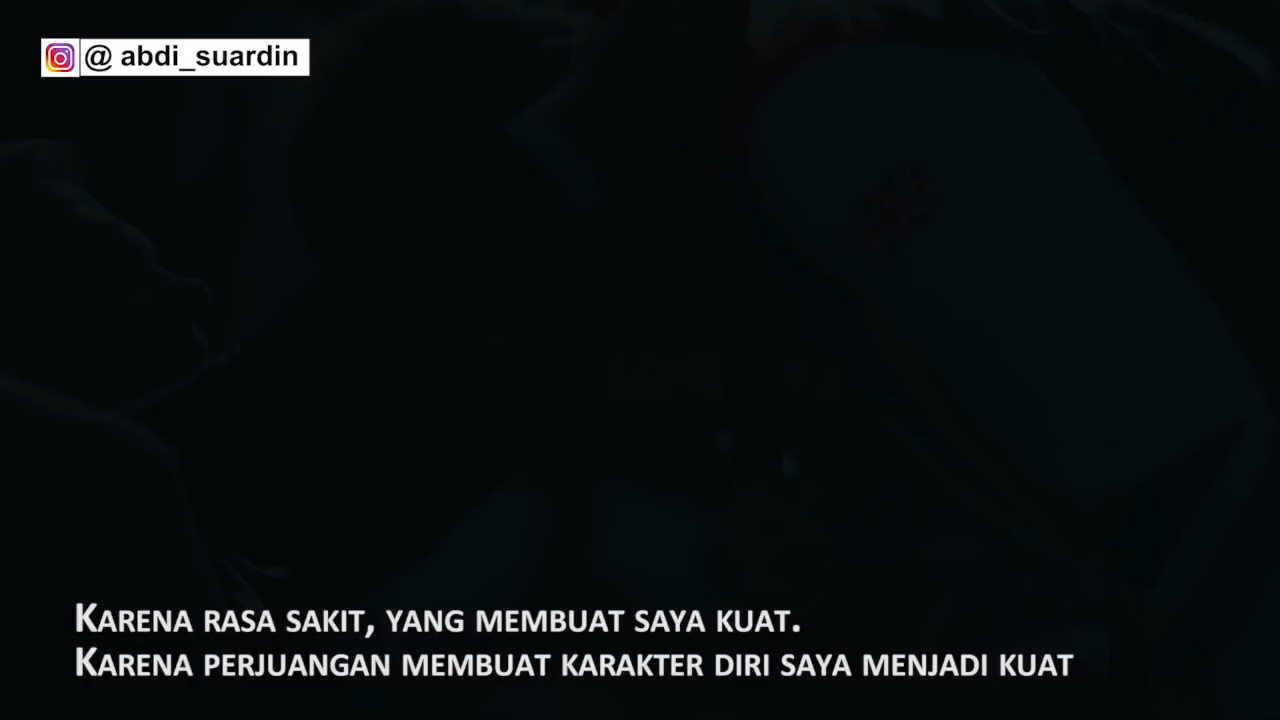 @ abdi_suardin
KARENA RASA SAKIT, YANG MEMBUAT SAYA KUAT.
KARENA PERJUANGAN MEMBUAT KARAKTER DIRI SAYA MENJADI KUAT